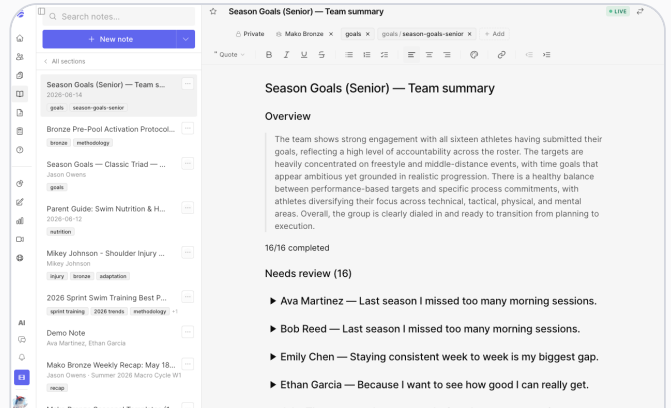 Search notes...
+ New note
All sections
Season Goals (Senior) — Team s...
2026-06-14
goals season-goals-senior
Bronze Pre-Pool Activation Protocol...
bronze methodology
Season Goals — Classic Triad — ...
Jason Owens
goals
Parent Guide: Swim Nutrition & H...
2026-06-12
nutrition
Mikey Johnson - Shoulder Injury ...
Mikey Johnson
injury bronze adaptation
2026 Sprint Swim Training Best P...
sprint training 2026 trends methodology +1
Demo Note
Ava Martinez, Ethan Garcia
Mako Bronze Weekly Recap: May 18...
Jason Owens · Summer 2026 Macro Cycle W1
recap
AI
Season Goals (Senior) — Team summary
LIVE
Private Mako Bronze × goals × goals / season-goals-senior × + Add
" Quote B I U S
Season Goals (Senior) — Team summary
Overview
The team shows strong engagement with all sixteen athletes having submitted their
goals, reflecting a high level of accountability across the roster. The targets are
heavily concentrated on freestyle and middle-distance events, with time goals that
appear ambitious yet grounded in realistic progression. There is a healthy balance
between performance-based targets and specific process commitments, with
athletes diversifying their focus across technical, tactical, physical, and mental
areas. Overall, the group is clearly dialed in and ready to transition from planning to
execution.
16/16 completed
Needs review (16)
▶ Ava Martinez — Last season I missed too many morning sessions.
▶ Bob Reed — Last season I missed too many morning sessions.
▶ Emily Chen — Staying consistent week to week is my biggest gap.
▶ Ethan Garcia — Because I want to see how good I can really get.